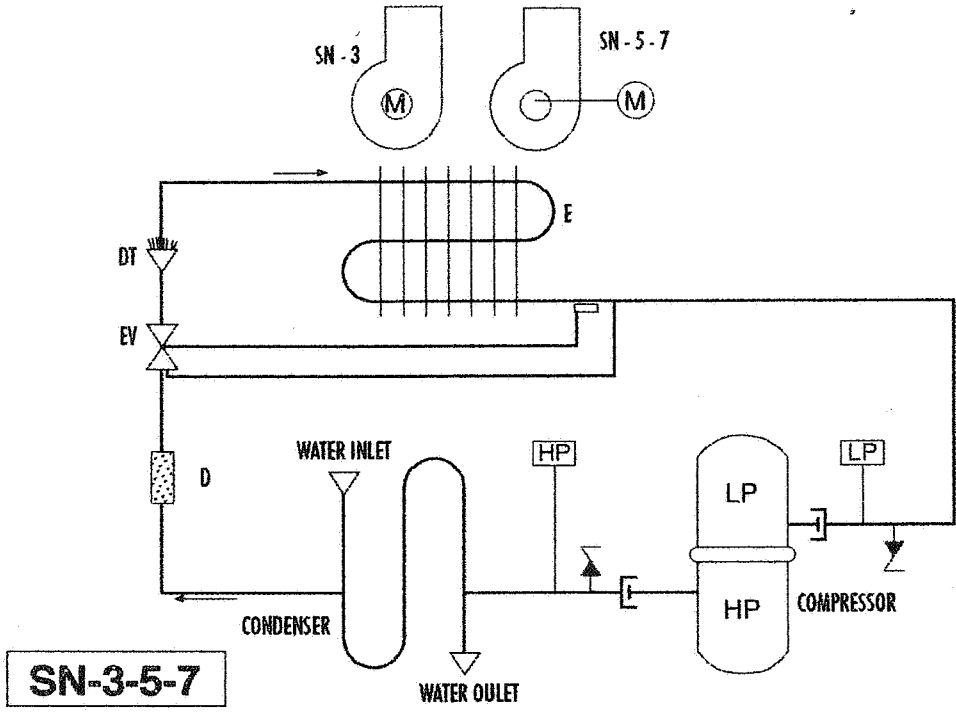 SN - 3
SN - 5 - 7
M
M
E
DT
EV
WATER INLET
HP
LP
D
LP
HP
COMPRESSOR
CONDENSER
WATER OULET
SN-3-5-7